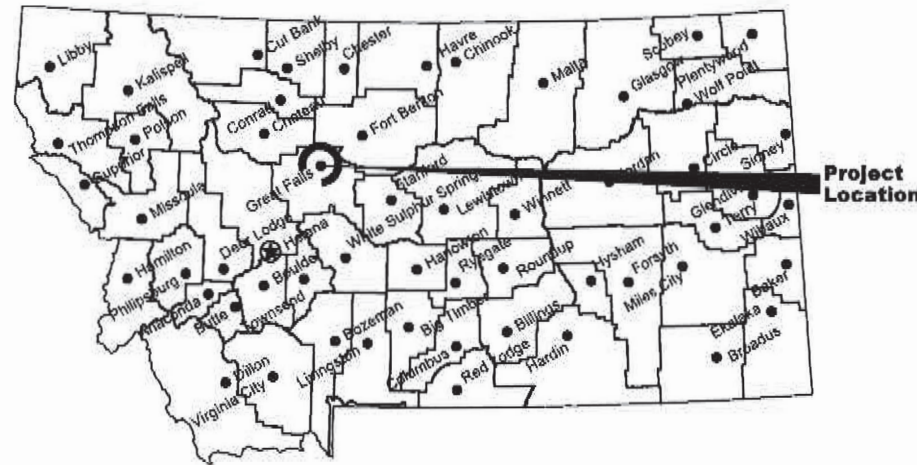 Libby
Cut Bank
Shelby
Chester
Havre
Chinook
Scobey
Plentywood
Kalispell
Malta
Glasgow
Wolf Point
Thompson Falls
Polson
Conrad
Choteau
Fort Benton
Superior
Great Falls
Stanford
Lewistown
Winnett
Jordan
Circle
Sidney
Glendive
Terry
Wibaux
Project
Location
Missoula
Deer Lodge
Helena
White Sulphur Springs
Hamilton
Philipsburg
Anaconda
Butte
Boulder
Townsend
Harlowton
Ryegate
Roundup
Hysham
Forsyth
Miles City
Baker
Ekalaka
Broadus
Bozeman
Livingston
Big Timber
Columbus
Billings
Red Lodge
Hardin
Dillon
Virginia City